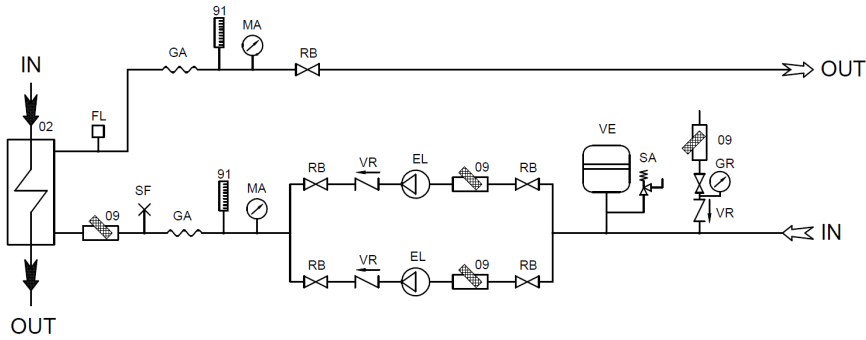 91
MA
GA
RB
IN
OUT
FL
02
VE
SA
09
GR
RB
VR
EL
09
RB
91
MA
SF
GA
09
VR
IN
RB
VR
EL
09
RB
OUT